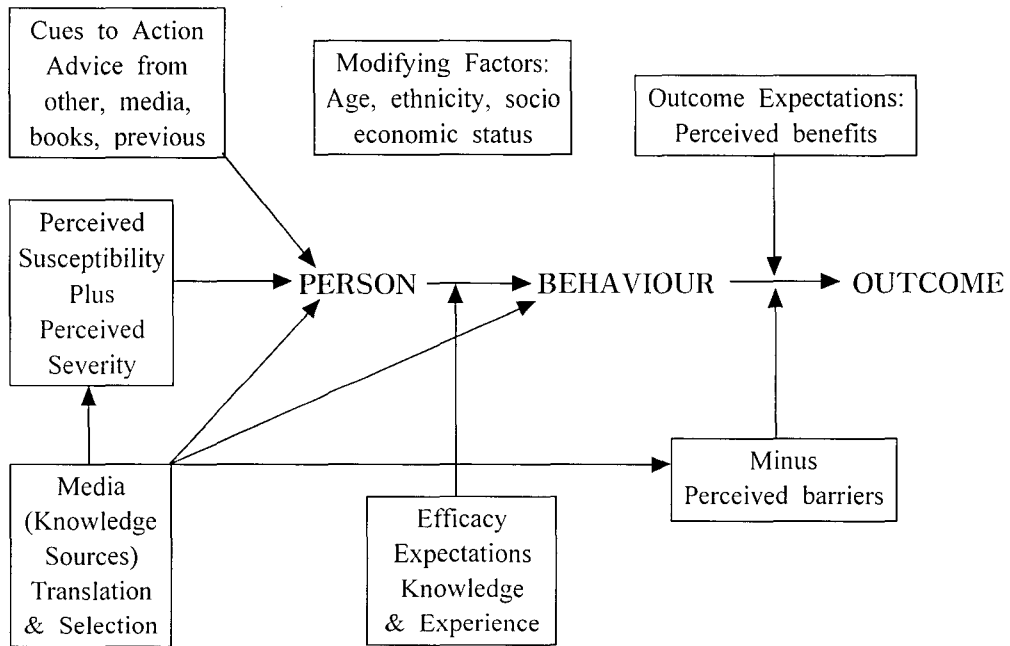 Cues to Action
Advice from
other, media,
books, previous
Modifying Factors:
Age, ethnicity, socio
economic status
Outcome Expectations:
Perceived benefits
Perceived
Susceptibility
Plus
Perceived
Severity
PERSON
BEHAVIOUR
OUTCOME
Media
(Knowledge
Sources)
Translation
& Selection
Efficacy
Expectations
Knowledge
& Experience
Minus
Perceived barriers